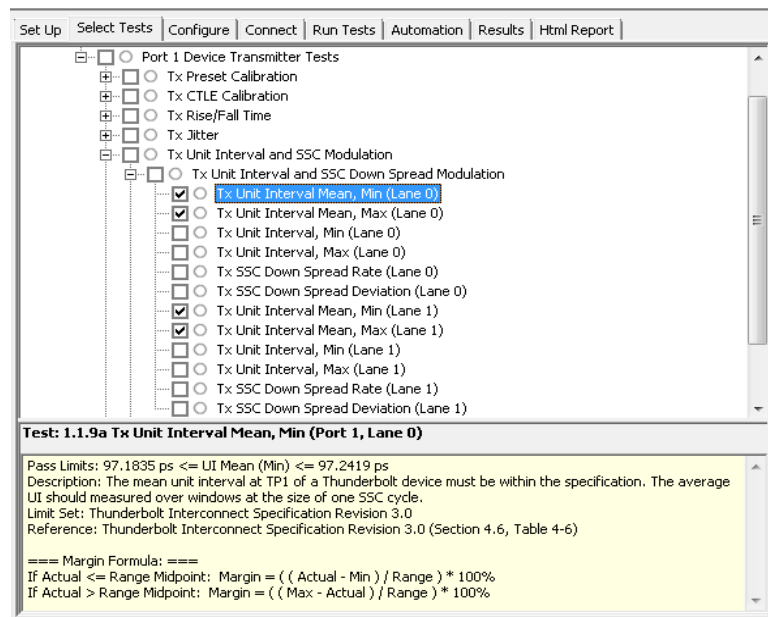 Set Up Select Tests Configure Connect Run Tests Automation Results Html Report
Port 1 Device Transmitter Tests
Tx Preset Calibration
Tx CTLE Calibration
Tx Rise/Fall Time
Tx Jitter
Tx Unit Interval and SSC Modulation
Tx Unit Interval and SSC Down Spread Modulation
Tx Unit Interval Mean, Min (Lane 0)
Tx Unit Interval Mean, Max (Lane 0)
Tx Unit Interval, Min (Lane 0)
Tx Unit Interval, Max (Lane 0)
Tx SSC Down Spread Rate (Lane 0)
Tx SSC Down Spread Deviation (Lane 0)
Tx Unit Interval Mean, Min (Lane 1)
Tx Unit Interval Mean, Max (Lane 1)
Tx Unit Interval, Min (Lane 1)
Tx Unit Interval, Max (Lane 1)
Tx SSC Down Spread Rate (Lane 1)
Tx SSC Down Spread Deviation (Lane 1)
Test: 1.1.9a Tx Unit Interval Mean, Min (Port 1, Lane 0)
Pass Limits: 97.1835 ps <= UI Mean (Min) <= 97.2419 ps
Description: The mean unit interval at TP1 of a Thunderbolt device must be within the specification. The average
UI should measured over windows at the size of one SSC cycle.
Limit Set: Thunderbolt Interconnect Specification Revision 3.0
Reference: Thunderbolt Interconnect Specification Revision 3.0 (Section 4.6, Table 4-6)
=== Margin Formula: ===
If Actual <= Range Midpoint: Margin = ( ( Actual - Min ) / Range ) * 100%
If Actual > Range Midpoint: Margin = ( ( Max - Actual ) / Range ) * 100%